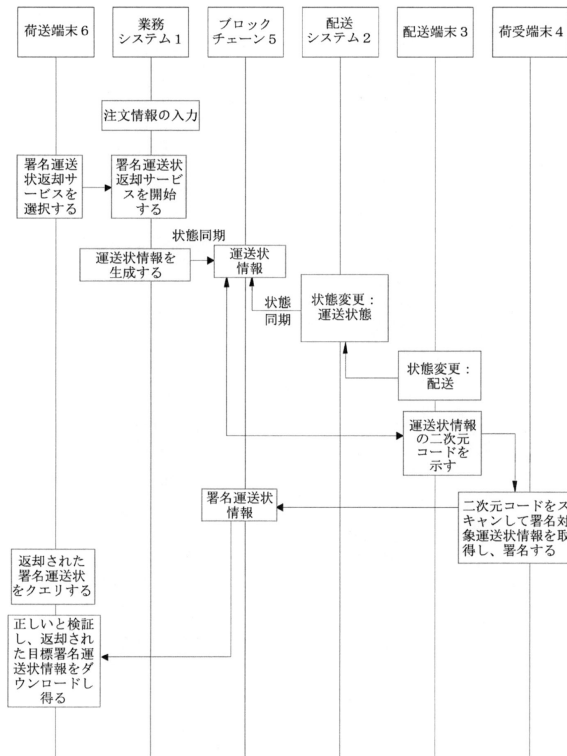 荷送端末6
業務
システム1
ブロック
チェーン5
配送
システム2
配送端末3
荷受端末4
注文情報の入力
署名運送
状返却サ
ービスを
選択する
署名運送状
返却サービ
スを開始
する
状態同期
運送状情報を
生成する
運送状
情報
状態
同期
状態変更：
運送状態
状態変更：
配送
運送状情報
の二次元
コードを
示す
署名運送状
情報
二次元コードをス
キャンして署名対
象運送状情報を取
得し、署名する
返却された
署名運送状
をクエリする
正しいと検証
し、返却され
た目標署名運
送状情報をダ
ウンロードし
得る